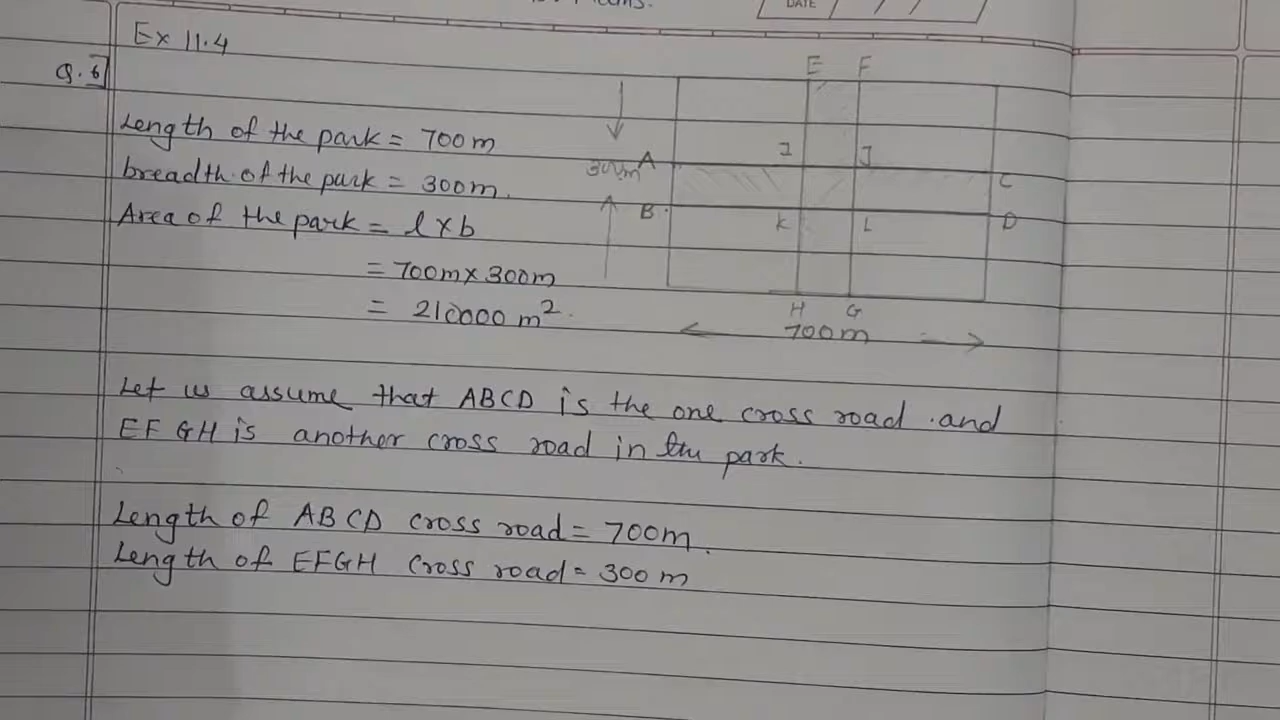 DATE
Ex 11.4
Q.6
E F
Length of the park = 700 m
I J
A
300m
C
breadth of the park = 300 m.
B
K L
D
Area of the park = l x b
= 700m x 300m
H G
= 210000 m².
700m
Let us assume that ABCD is the one cross road and
EFGH is another cross road in the park.
Length of ABCD cross road = 700m.
Length of EFGH cross road = 300 m